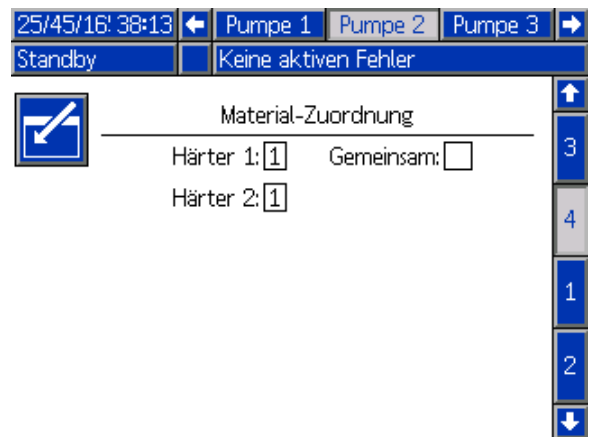 25/45/16 38:13 Pumpe 1 Pumpe 2 Pumpe 3
Standby Keine aktiven Fehler
Material-Zuordnung
Härter 1: 1 Gemeinsam:
Härter 2: 1
3
4
1
2